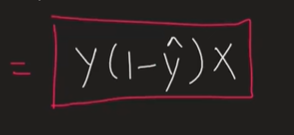 = y(1-ŷ)X